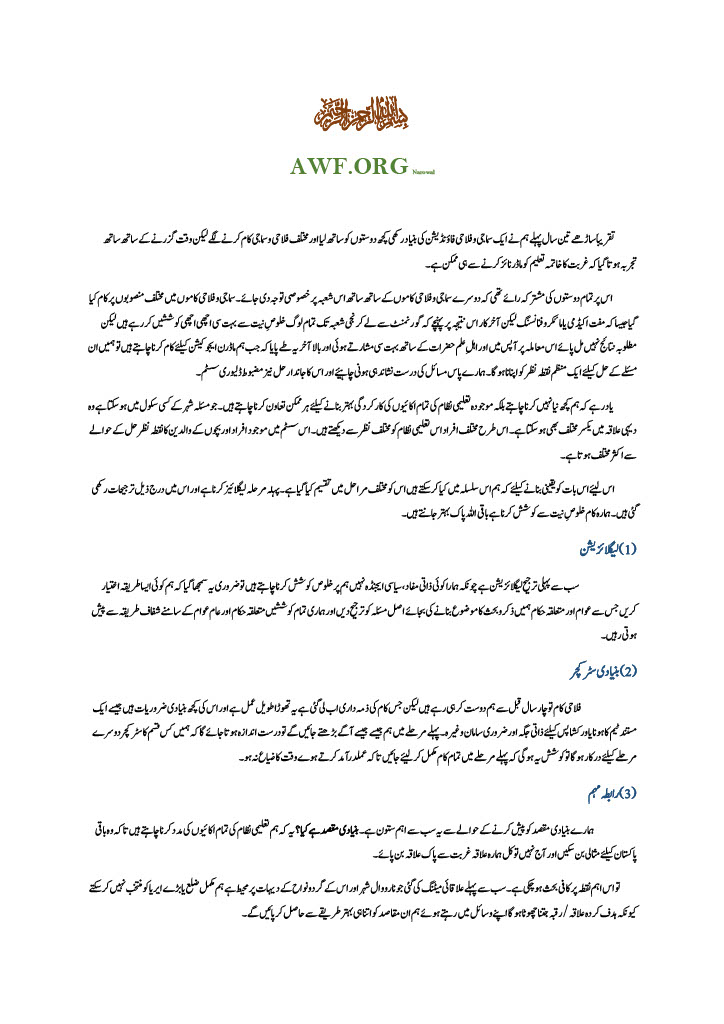 بسم اللہ الرحمن الرحیم
AWF.ORG Narowal
تقریباً ساڑھے تین سال پہلے ہم نے ایک سماجی و فلاحی فاؤنڈیشن کی بنیاد رکھی کچھ دوستوں کو ساتھ لیا اور مختلف فلاحی و سماجی کام کرنے لگے لیکن وقت گزرنے کے ساتھ ساتھ
تجربہ ہوتا گیا کہ غربت کا خاتمہ تعلیم کو ماڈرنائز کرنے سے ہی ممکن ہے۔
اس پر تمام دوستوں کی مشترکہ رائے تھی کہ دوسرے سماجی و فلاحی کاموں کے ساتھ ساتھ اس شعبہ پر خصوصی توجہ دی جائے۔ سماجی و فلاحی کاموں میں مختلف منصوبوں پر کام کیا
گیا جیسا کہ مفت اکیڈمی یا مائکرو فنانسنگ لیکن آخر کار اس نتیجہ پر پہنچے کہ گورنمنٹ سے لے کر نجی شعبہ تک تمام لوگ خلوصِ نیت سے بہت سی اچھی اچھی کوششیں کر رہے ہیں لیکن
مطلوبہ نتائج نہیں مل پائے اس معاملہ پر آپس میں اور اہلِ علم حضرات کے ساتھ بہت سی مشاورتے ہوئی اور بالا آخر یہ طے پایا کہ جب ہم ماڈرن ایجوکیشن کیلئے کام کرنا چاہتے ہیں تو ہمیں ان
مسئلے کے حل کیلئے ایک منظم نقطہ نظر کو اپنانا ہو گا۔ ہمارے پاس مسائل کی درست نشاندہی ہونی چاہیئے اور اس کا جاندار حل نیز مضبوط ڈلیوری سسٹم۔
یاد رہے کہ ہم کچھ نیا نہیں کرنا چاہتے بلکہ موجودہ تعلیمی نظام کی تمام اکائیوں کی کارکردگی بہتر بنانے کیلئے ہر ممکن تعاون کرنا چاہتے ہیں۔ جو مسئلہ شہر کے کسی سکول میں ہو سکتا ہے وہ
دیہی علاقہ میں یکسر مختلف بھی ہو سکتا ہے۔ اس طرح مختلف افراد اس تعلیمی نظام کو مختلف نظر سے دیکھتے ہیں۔ اس سسٹم میں موجود افراد اور بچوں کے والدین کا نقطہ نظر حل کے حوالے
سے اکثر مختلف ہوتا ہے۔
اس لیئے اس بات کو یقینی بنانے کیلئے کہ ہم اس سلسلہ میں کیا کر سکتے ہیں اس کو مختلف مراحل میں تقسیم کیا گیا ہے۔ پہلہ مرحلہ لیگلائیز کرنا ہے اور اس میں درج ذیل ترجیحات رکھی
گئی ہیں۔ ہمارہ کام خلوصِ نیت سے کوشش کرنا ہے باقی اللہ پاک بہتر جانتے ہیں۔
(1) لیگلائزیشن
سب سے پہلی ترجیح لیگلائزیشن ہے چونکہ ہمارا کوئی ذاتی مفاد، سیاسی ایجنڈہ نہیں ہم پر خلوص کوشش کرنا چاہتے ہیں تو ضروری یہ سمجھا گیا کہ ہم کوئی ایسا طریقہ اختیار
کریں جس سے عوام اور متعلقہ حکام ہمیں ذکر و بحث کا موضوع بنانے کی بجائے اصل مسئلہ کو ترجیح دیں اور ہماری تمام کوششیں متعلقہ حکام اور عام عوام کے سامنے شفاف طریقہ سے پیش
ہوتی رہیں۔
(2) بنیادی سٹرکچر
فلاحی کام تو چار سال قبل سے ہم دوست کر ہی رہے ہیں لیکن جس کام کی ذمہ داری اب لی گئی ہے یہ تھوڑا طویل عمل ہے اور اس کی کچھ بنیادی ضروریات ہیں جیسے ایک
مستند ٹیم کا ہونا یا ورکشاپس کیلئے ذاتی جگہ اور ضروری سامان وغیرہ۔ پہلے مرحلے میں ہم جیسے جیسے آگے بڑھتے جائیں گے تو درست اندازہ ہوتا جائے گا کہ ہمیں کس قسم کا سٹرکچر دوسرے
مرحلے کیلئے درکار ہو گا تو کوشش یہ ہو گی کہ پہلے مرحلے میں تمام کام مکمل کر لیئے جائیں تا کہ عملدرآمد کرتے ہوے وقت کا ضیاع نہ ہو۔
(3) رابطہ مہم
ہمارے بنیادی مقصد کو پیش کرنے کے حوالے سے یہ سب سے اہم ستون ہے۔ بنیادی مقصد ہے کیا؟ یہ کہ ہم تعلیمی نظام کی تمام اکائیوں کی مدد کرنا چاہتے ہیں تا کہ وہ باقی
پاکستان کیلئے مثالی بن سکیں اور آج نہیں تو کل ہمارہ علاقہ غربت سے پاک علاقہ بن پائے۔
تو اس اہم نقطہ پر کافی بحث ہو چکی ہے۔ سب سے پہلے علاقائی میٹنگ کی گئی جو نارووال شہر اور اس کے گرد و نواح کے دیہات پر محیط ہے ہم مکمل ضلع یا بڑے ایریا کو منتخب نہیں کر سکتے
کیونکہ ہدف کردہ علاقہ / رقبہ جتنا چھوٹا ہو گا اپنے وسائل میں رہتے ہوئے ہم ان مقاصد کو اتنا ہی بہتر طریقے سے حاصل کر پائیں گے۔